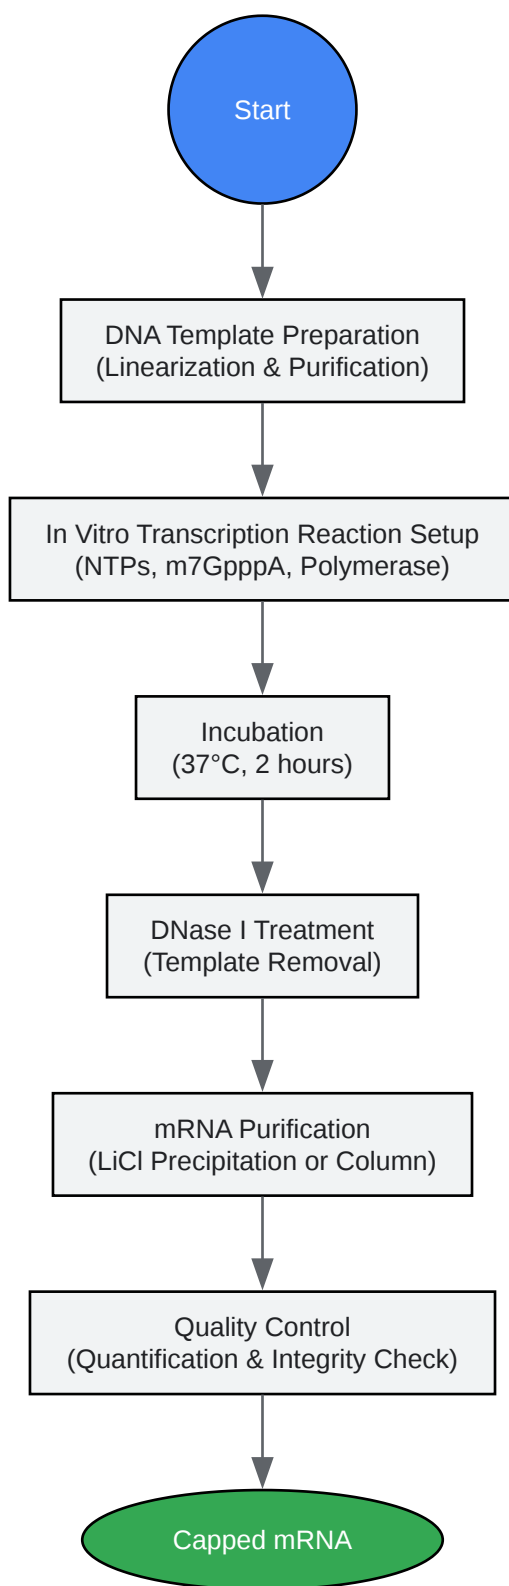 Start
DNA Template Preparation
(Linearization & Purification)
In Vitro Transcription Reaction Setup
(NTPs, m7GpppA, Polymerase)
Incubation
(37°C, 2 hours)
DNase I Treatment
(Template Removal)
mRNA Purification
(LiCl Precipitation or Column)
Quality Control
(Quantification & Integrity Check)
Capped mRNA